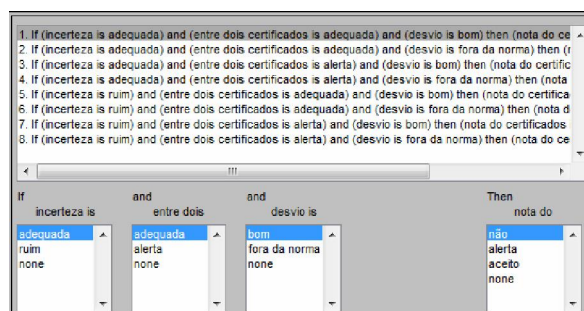 1. If (incerteza is adequada) and (entre dois certificados is adequada) and (desvio is bom) then (nota do ce
2. If (incerteza is adequada) and (entre dois certificados is adequada) and (desvio is fora da norma) then (r
3. If (incerteza is adequada) and (entre dois certificados is alerta) and (desvio is bom) then (nota do certific
4. If (incerteza is adequada) and (entre dois certificados is alerta) and (desvio is fora da norma) then (nota
5. If (incerteza is ruim) and (entre dois certificados is adequada) and (desvio is bom) then (nota do certifica
6. If (incerteza is ruim) and (entre dois certificados is adequada) and (desvio is fora da norma) then (nota d
7. If (incerteza is ruim) and (entre dois certificados is alerta) and (desvio is bom) then (nota do certificados
8. If (incerteza is ruim) and (entre dois certificados is alerta) and (desvio is fora da norma) then (nota do ce
If and and Then
incerteza is entre dois desvio is nota do
adequada adequada bom não
ruim alerta fora da norma alerta
none none none aceito
none